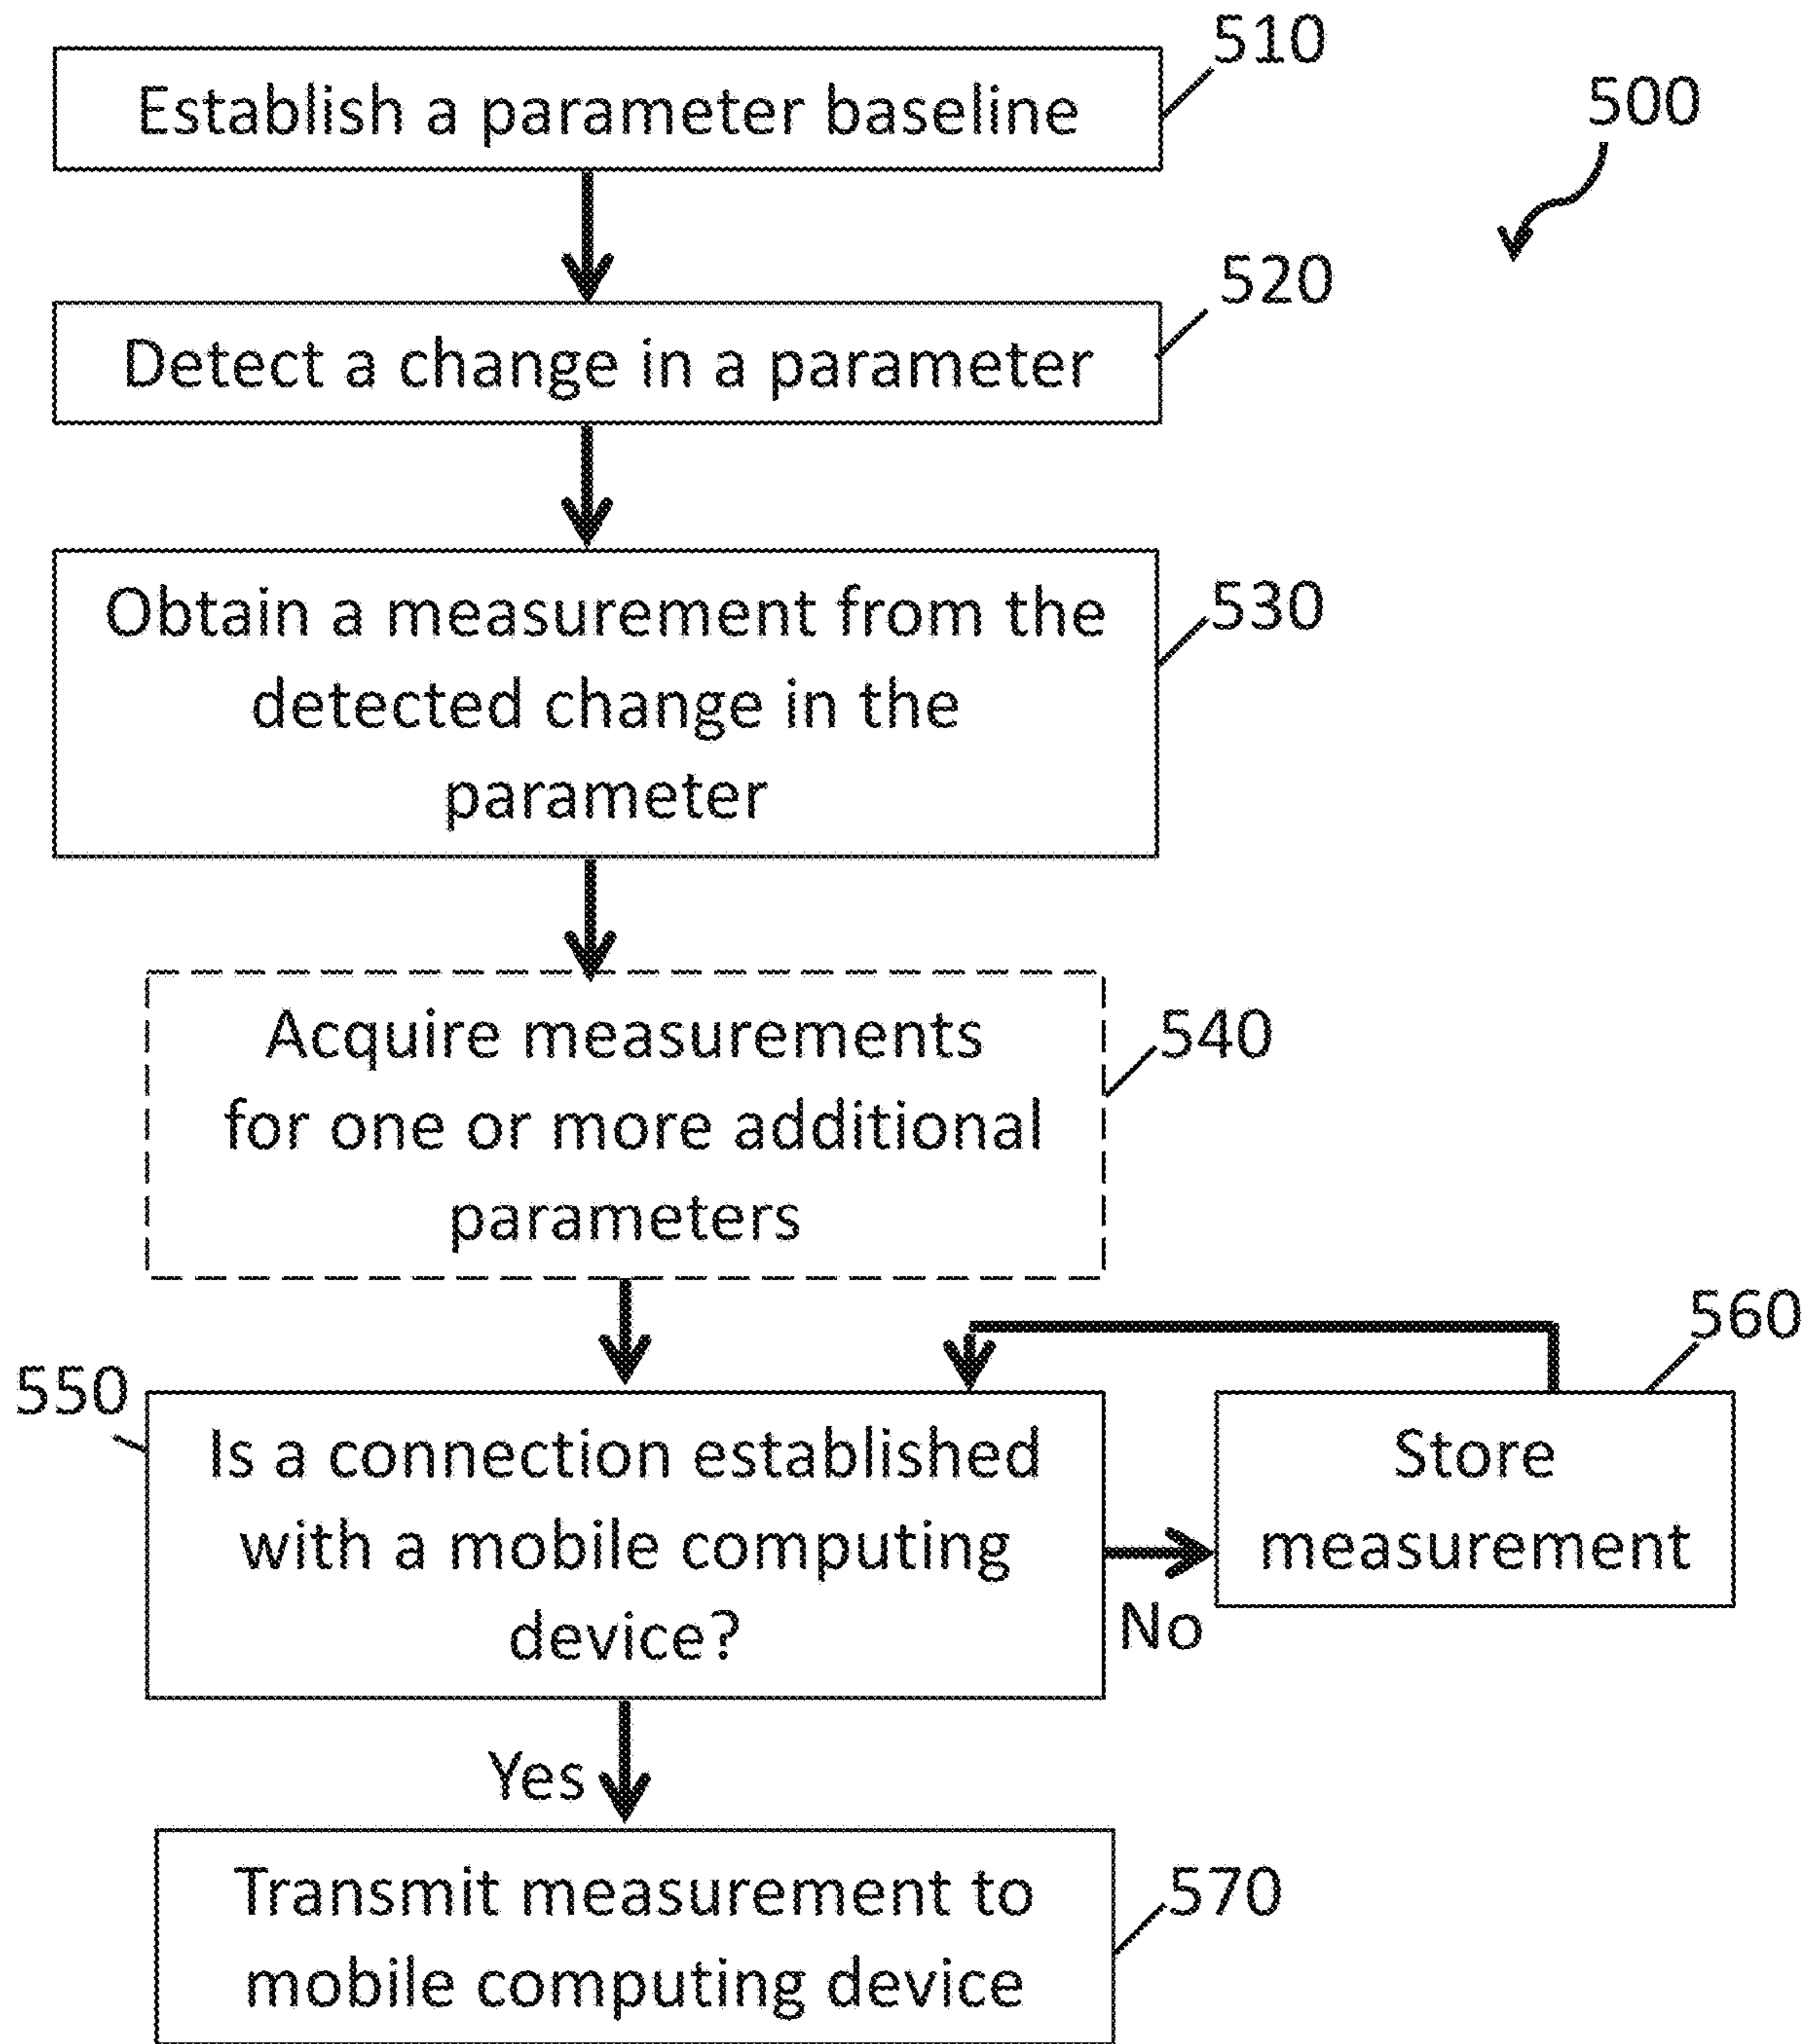 510
Establish a parameter baseline
500
520
Detect a change in a parameter
Obtain a measurement from the
530
detected change in the
parameter
Acquire measurements
540
for one or more additional
parameters
560
550
Is a connection established
Store
with a mobile computing
measurement
device?
No
Yes
Transmit measurement to
570
mobile computing device